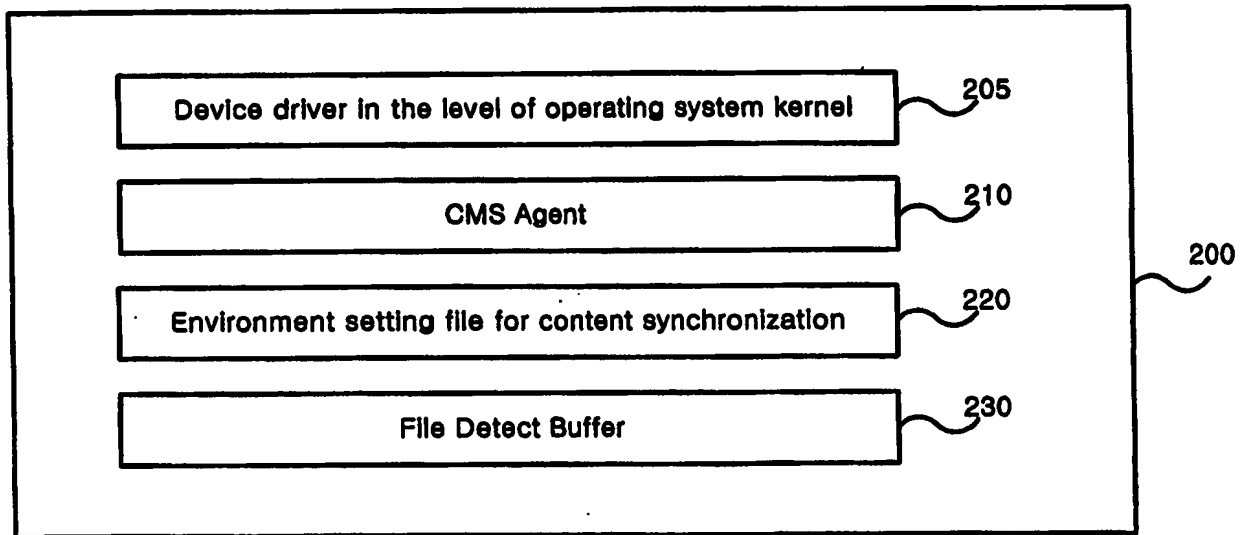 Device driver in the level of operating system kernel 205
CMS Agent 210
200
Environment setting file for content synchronization 220
File Detect Buffer 230